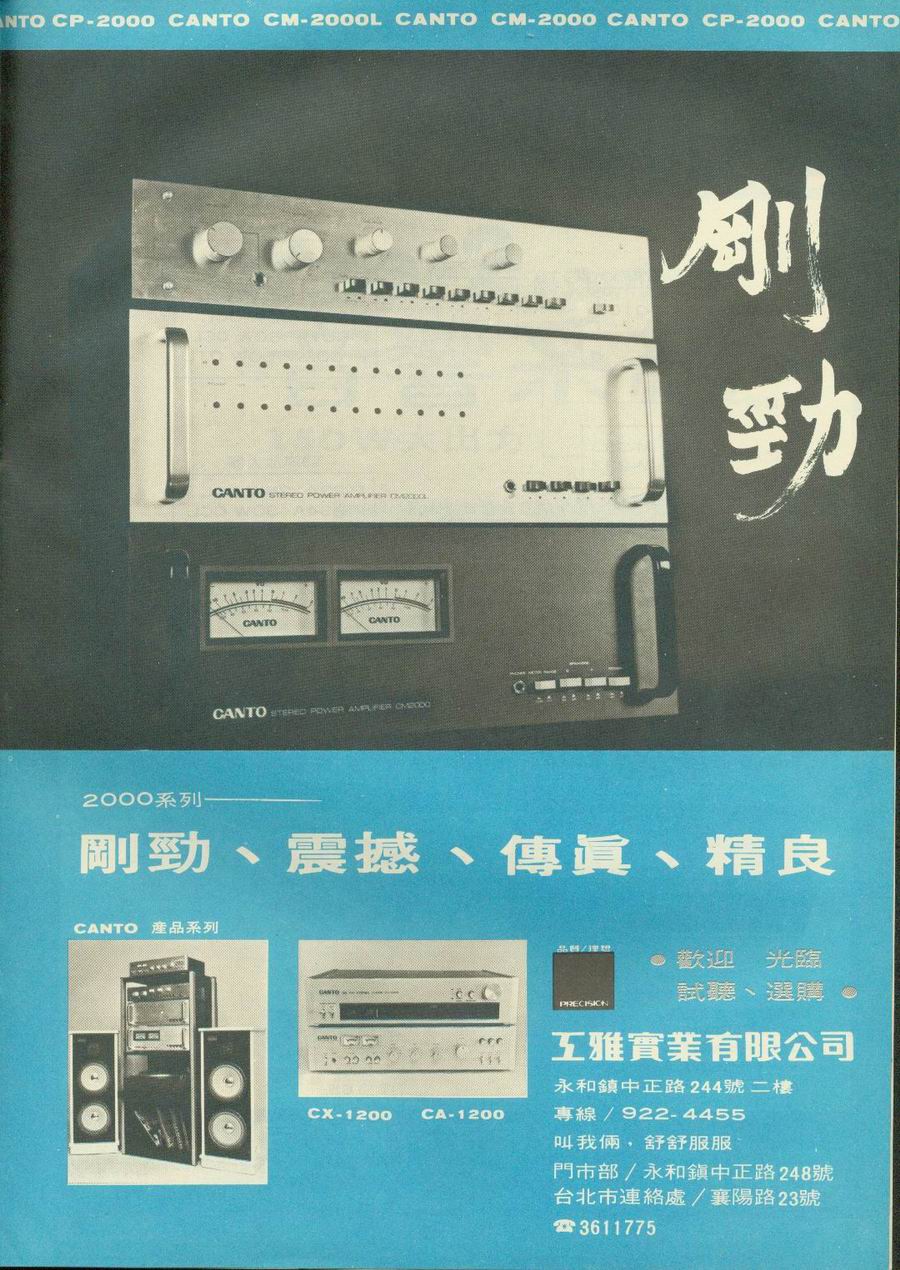 CANTO CP-2000 CANTO CM-2000L CANTO CM-2000 CANTO CP-2000 CANTO
剛勁
CANTO STEREO POWER AMPLIFIER CM2000L
VU VU
CANTO CANTO
CANTO STEREO POWER AMPLIFIER CM2000
2000系列
剛勁、震撼、傳眞、精良
CANTO 產品系列
CANTO
CANTO
CX-1200 CA-1200
品質/理想
PRECISION
歡迎 光臨
試聽、選購
工雅實業有限公司
永和鎮中正路244號二樓
專線/922-4455
叫我倆，舒舒服服
門市部/永和鎮中正路248號
台北市連絡處/襄陽路23號
☎3611775